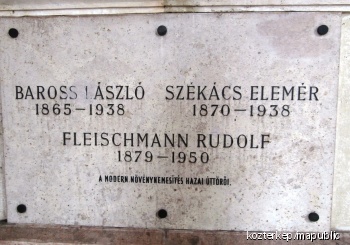 BAROSS LÁSZLÓ SZÉKÁCS ELEMÉR
1865–1938 1870–1938
FLEISCHMANN RUDOLF
1879–1950
A MODERN NÖVÉNYNEMESÍTÉS HAZAI ÚTTÖRŐI.
kozterkep.mapublic